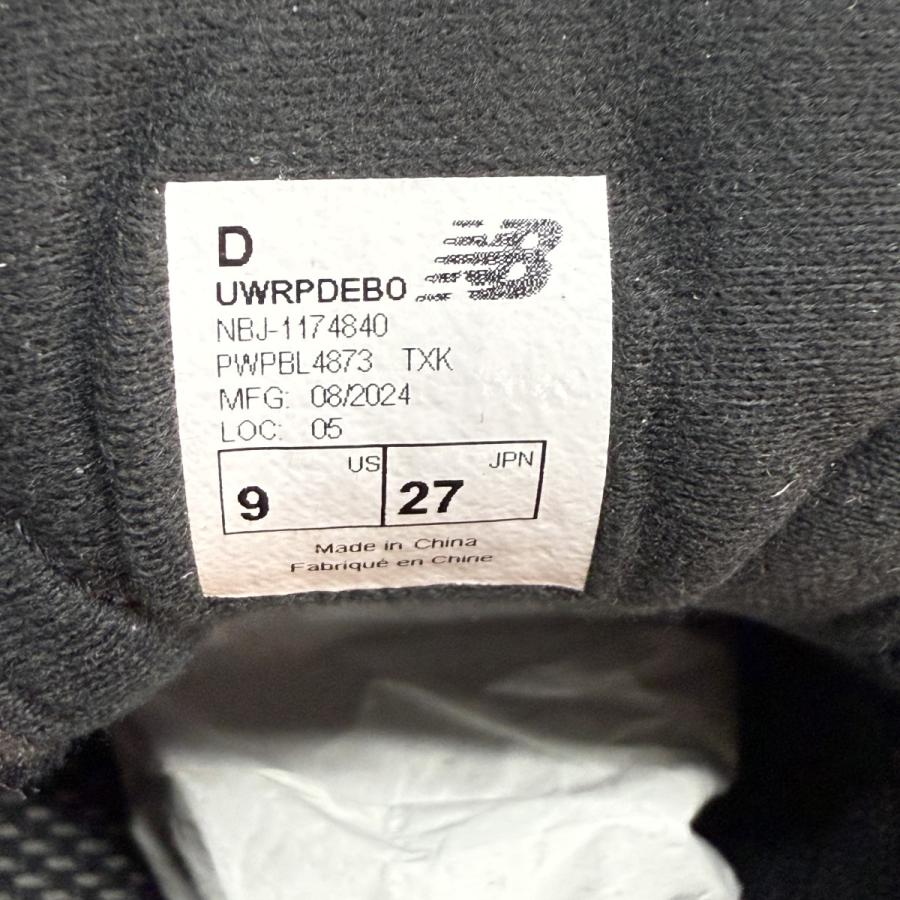 D
UWRPDEBO
NBJ-1174840
PWPBL4873 TXK
MFG: 08/2024
LOC: 05
US JPN
9 27
Made in China
Fabriqué en Chine